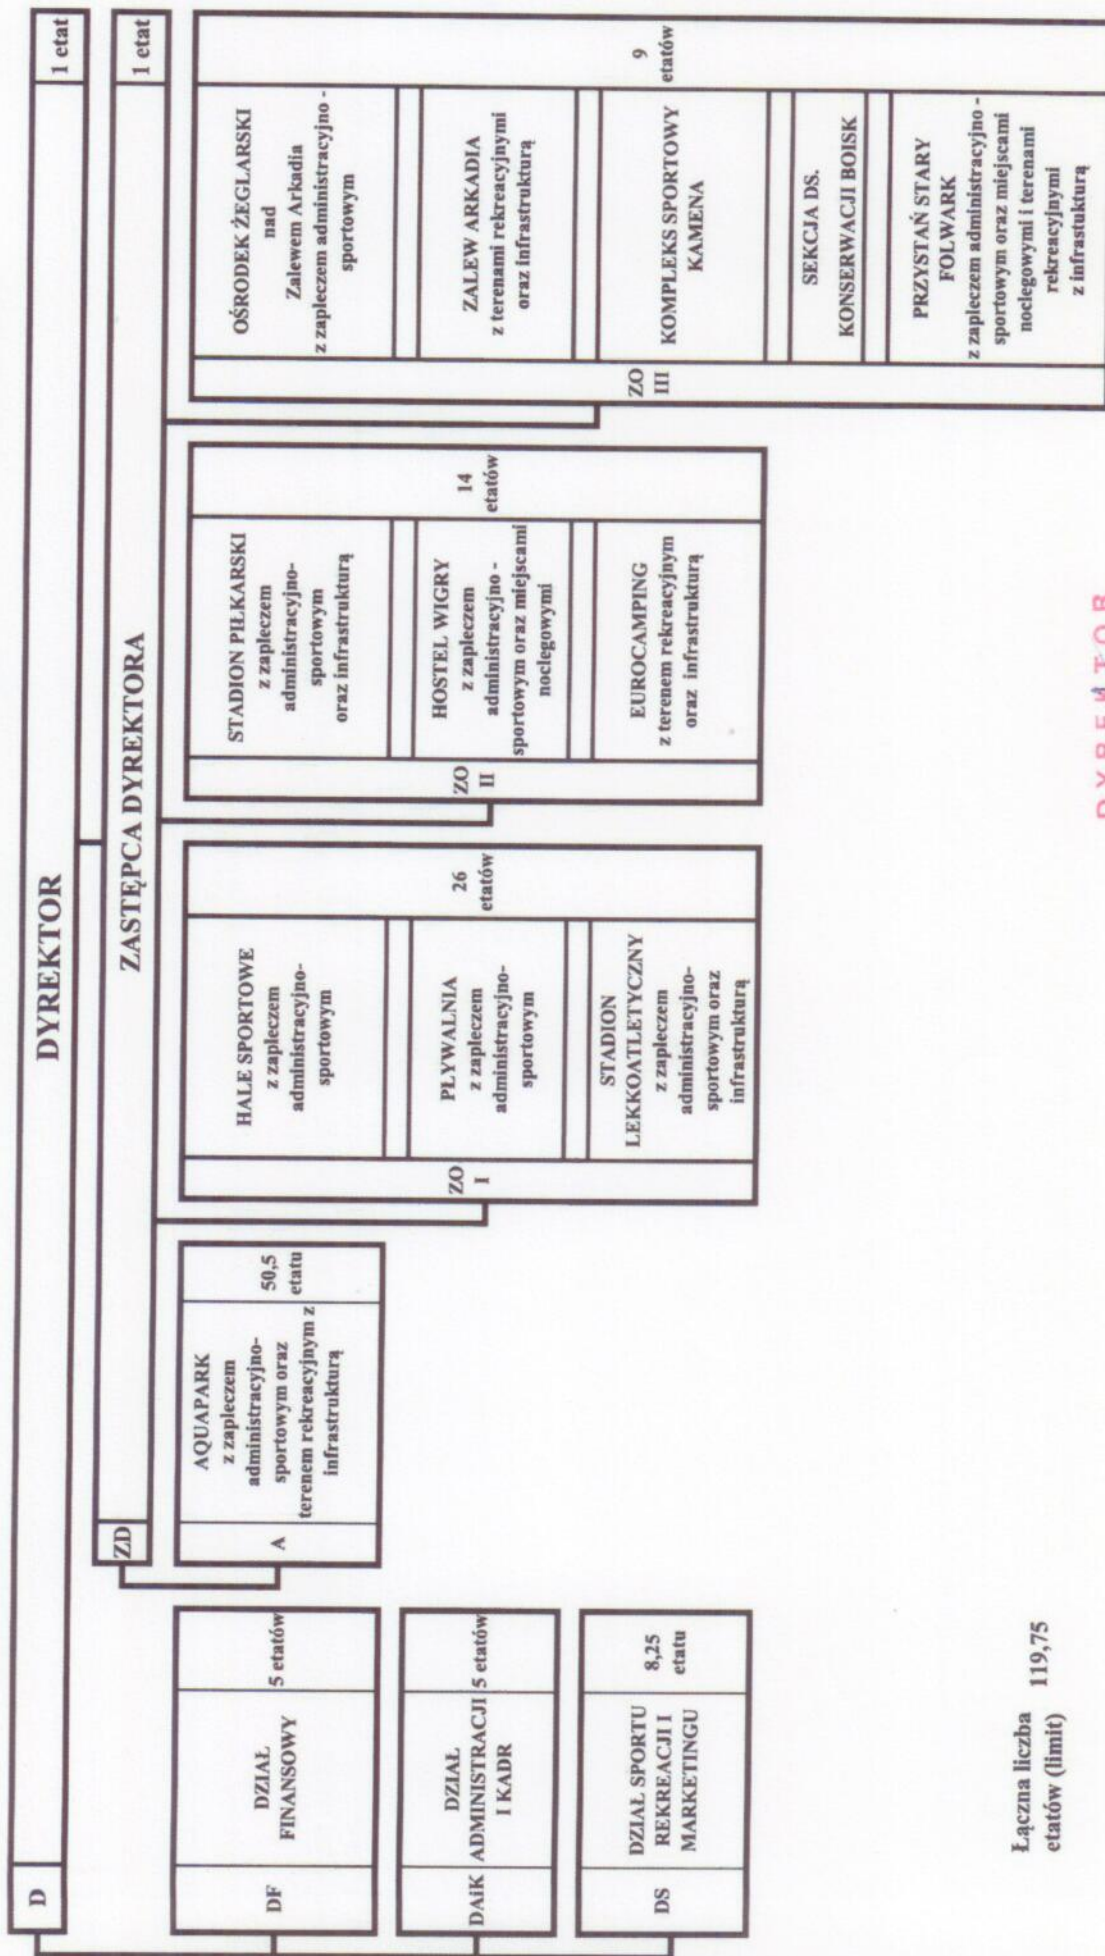 D
DYREKTOR
1 etat
ZD
ZASTĘPCA DYREKTORA
1 etat
DF
DZIAŁ
FINANSOWY
5 etatów
DAiK
DZIAŁ
ADMINISTRACJI
I KADR
5 etatów
DS
DZIAŁ SPORTU
REKREACJI I
MARKETINGU
8,25
etatu
A
AQUAPARK
z zapleczem
administracyjno-
sportowym oraz
terenem rekreacyjnym z
infrastrukturą
50,5
etatu
ZO
I
HALE SPORTOWE
z zapleczem
administracyjno-
sportowym
PŁYWALNIA
z zapleczem
administracyjno-
sportowym
STADION
LEKKOATLETYCZNY
z zapleczem
administracyjno-
sportowym oraz
infrastrukturą
26
etatów
ZO
II
STADION PIŁKARSKI
z zapleczem
administracyjno-
sportowym
oraz infrastrukturą
HOSTEL WIGRY
z zapleczem
administracyjno -
sportowym oraz miejscami
noclegowymi
EUROCAMPING
z terenem rekreacyjnym
oraz infrastrukturą
14
etatów
ZO
III
OŚRODEK ŻEGLARSKI
nad
Zalewem Arkadia
z zapleczem administracyjno -
sportowym
ZALEW ARKADIA
z terenami rekreacyjnymi
oraz infrastrukturą
KOMPLEKS SPORTOWY
KAMENA
SEKCJA DS.
KONSERWACJI BOISK
PRZYSTAŃ STARY
FOLWARK
z zapleczem administracyjno -
sportowym oraz miejscami
noclegowymi i terenami
rekreacyjnymi
z infrastukturą
9
etatów
Łączna liczba
etatów (limit)
119,75
DYREKTOR